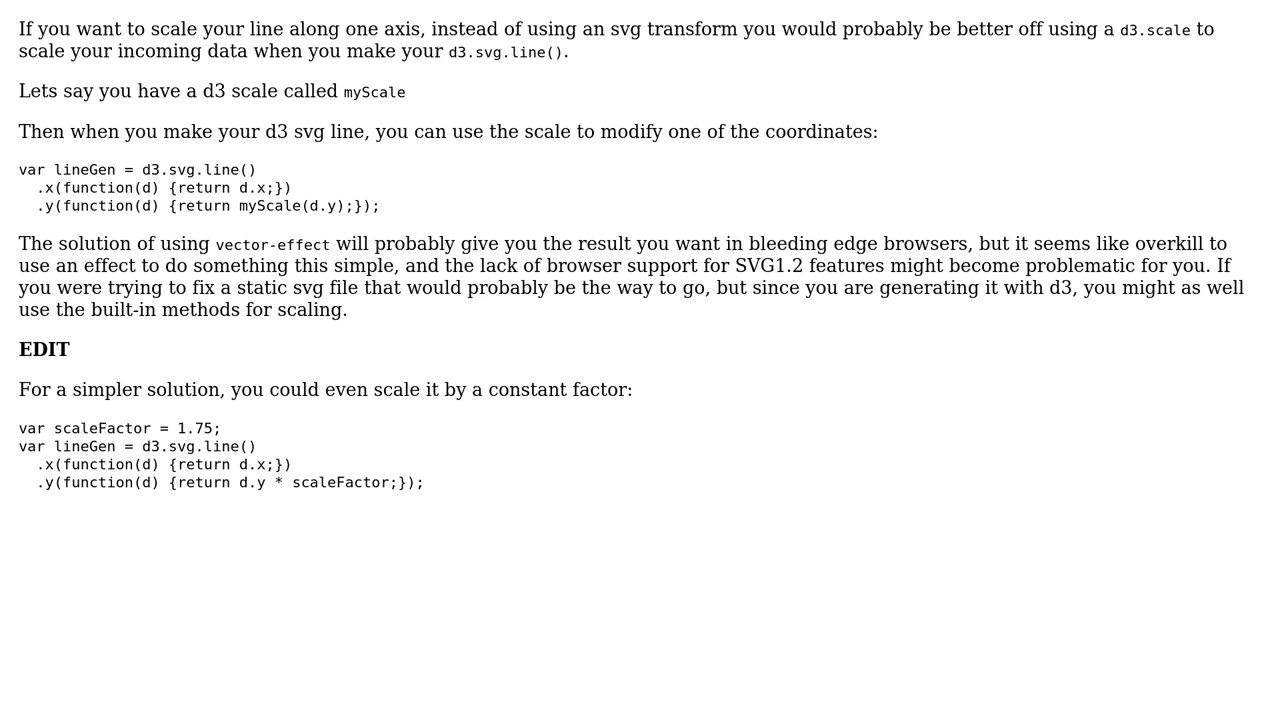 If you want to scale your line along one axis, instead of using an svg transform you would probably be better off using a d3.scale to
scale your incoming data when you make your d3.svg.line().
Lets say you have a d3 scale called myScale
Then when you make your d3 svg line, you can use the scale to modify one of the coordinates:
var lineGen = d3.svg.line()
  .x(function(d) {return d.x;})
  .y(function(d) {return myScale(d.y);});
The solution of using vector-effect will probably give you the result you want in bleeding edge browsers, but it seems like overkill to
use an effect to do something this simple, and the lack of browser support for SVG1.2 features might become problematic for you. If
you were trying to fix a static svg file that would probably be the way to go, but since you are generating it with d3, you might as well
use the built-in methods for scaling.
EDIT
For a simpler solution, you could even scale it by a constant factor:
var scaleFactor = 1.75;
var lineGen = d3.svg.line()
  .x(function(d) {return d.x;})
  .y(function(d) {return d.y * scaleFactor;});